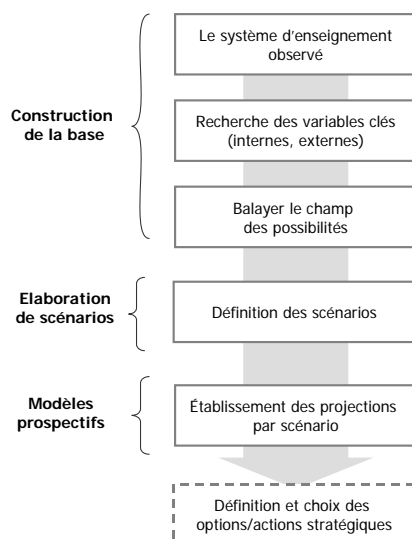 Le système d'enseignement
observé
Construction
de la base
Recherche des variables clés
(internes, externes)
Balayer le champ
des possibilités
Elaboration
de scénarios
Définition des scénarios
Modèles
prospectifs
Établissement des projections
par scénario
Définition et choix des
options/actions stratégiques